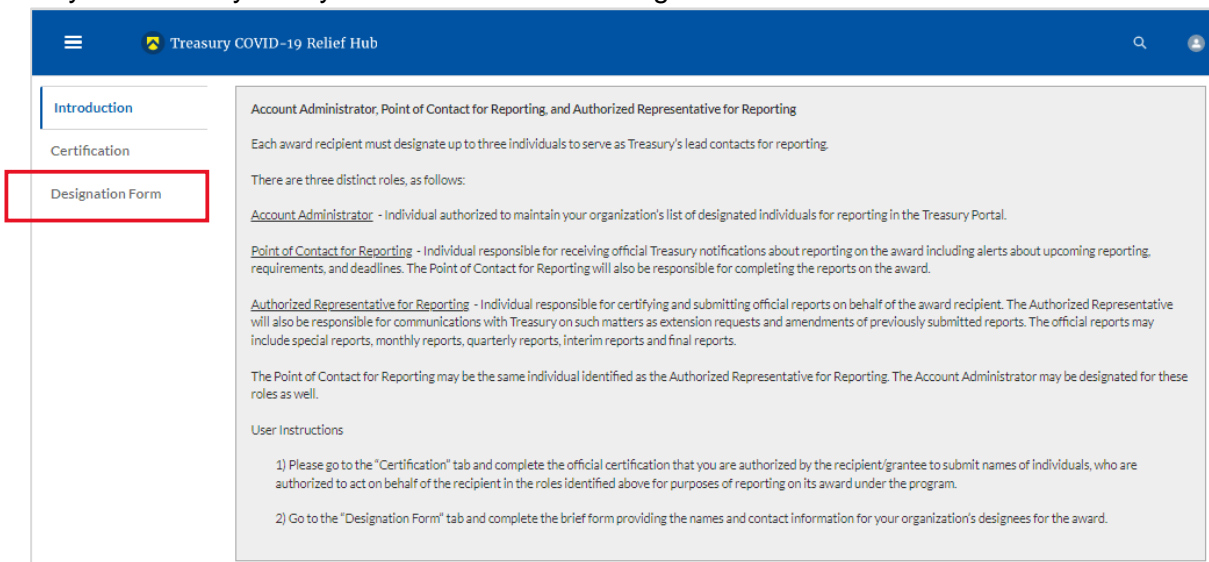 Treasury COVID-19 Relief Hub
Introduction
Certification
Designation Form
Account Administrator, Point of Contact for Reporting, and Authorized Representative for Reporting
Each award recipient must designate up to three individuals to serve as Treasury's lead contacts for reporting.
There are three distinct roles, as follows:
Account Administrator - Individual authorized to maintain your organization's list of designated individuals for reporting in the Treasury Portal.
Point of Contact for Reporting - Individual responsible for receiving official Treasury notifications about reporting on the award including alerts about upcoming reporting,
requirements, and deadlines. The Point of Contact for Reporting will also be responsible for completing the reports on the award.
Authorized Representative for Reporting - Individual responsible for certifying and submitting official reports on behalf of the award recipient. The Authorized Representative
will also be responsible for communications with Treasury on such matters as extension requests and amendments of previously submitted reports. The official reports may
include special reports, monthly reports, quarterly reports, interim reports and final reports.
The Point of Contact for Reporting may be the same individual identified as the Authorized Representative for Reporting. The Account Administrator may be designated for these
roles as well.
User Instructions
1) Please go to the "Certification" tab and complete the official certification that you are authorized by the recipient/grantee to submit names of individuals, who are
authorized to act on behalf of the recipient in the roles identified above for purposes of reporting on its award under the program.
2) Go to the "Designation Form" tab and complete the brief form providing the names and contact information for your organization's designees for the award.